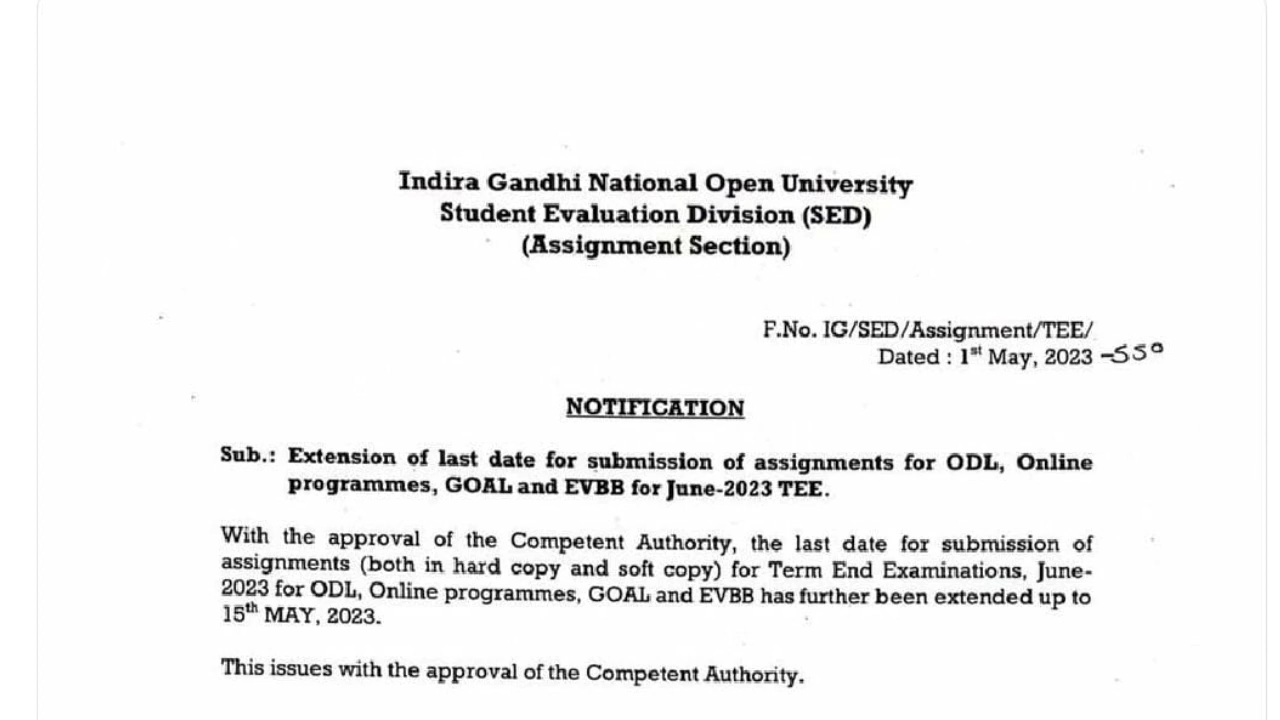 Indira Gandhi National Open University
Student Evaluation Division (SED)
(Assignment Section)
F.No. IG/SED/Assignment/TEE/
Dated : 1st May, 2023 -550
NOTIFICATION
Sub.: Extension of last date for submission of assignments for ODL, Online
programmes, GOAL and EVBB for June-2023 TEE.
With the approval of the Competent Authority, the last date for submission of
assignments (both in hard copy and soft copy) for Term End Examinations, June-
2023 for ODL, Online programmes, GOAL and EVBB has further been extended up to
15th MAY, 2023.
This issues with the approval of the Competent Authority.